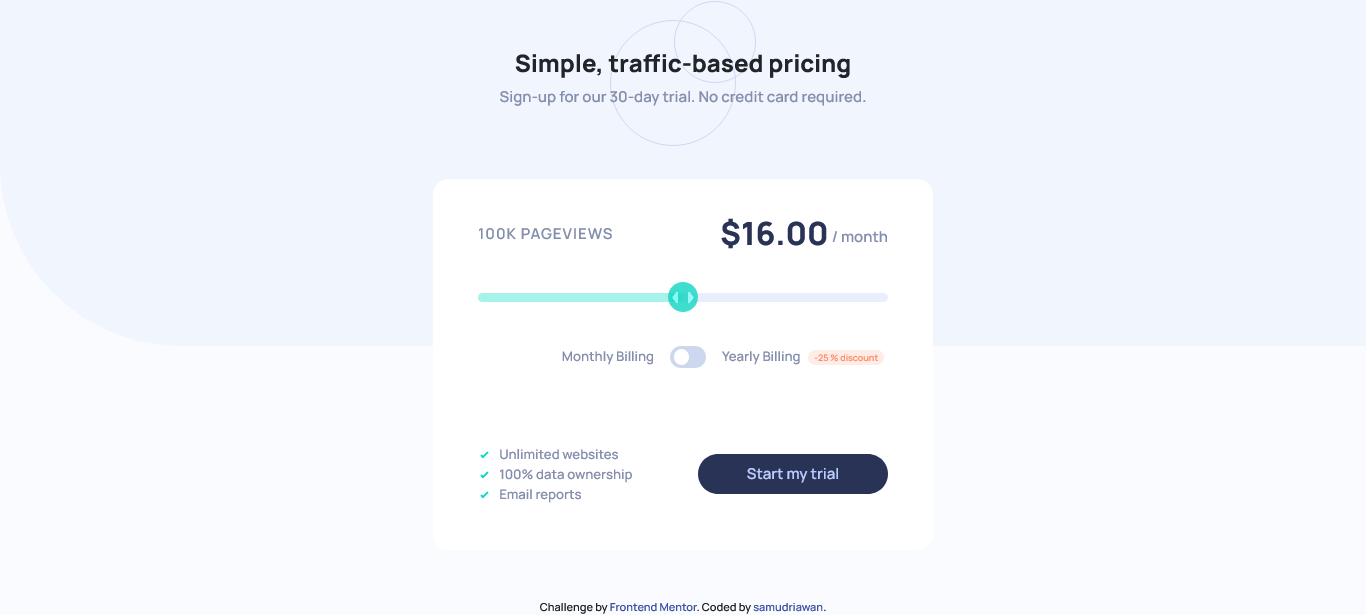 Simple, traffic-based pricing
Sign-up for our 30-day trial. No credit card required.
100K PAGEVIEWS
$16.00 / month
Monthly Billing
Yearly Billing
-25 % discount
Unlimited websites
100% data ownership
Email reports
Start my trial
Challenge by Frontend Mentor. Coded by samudriawan.